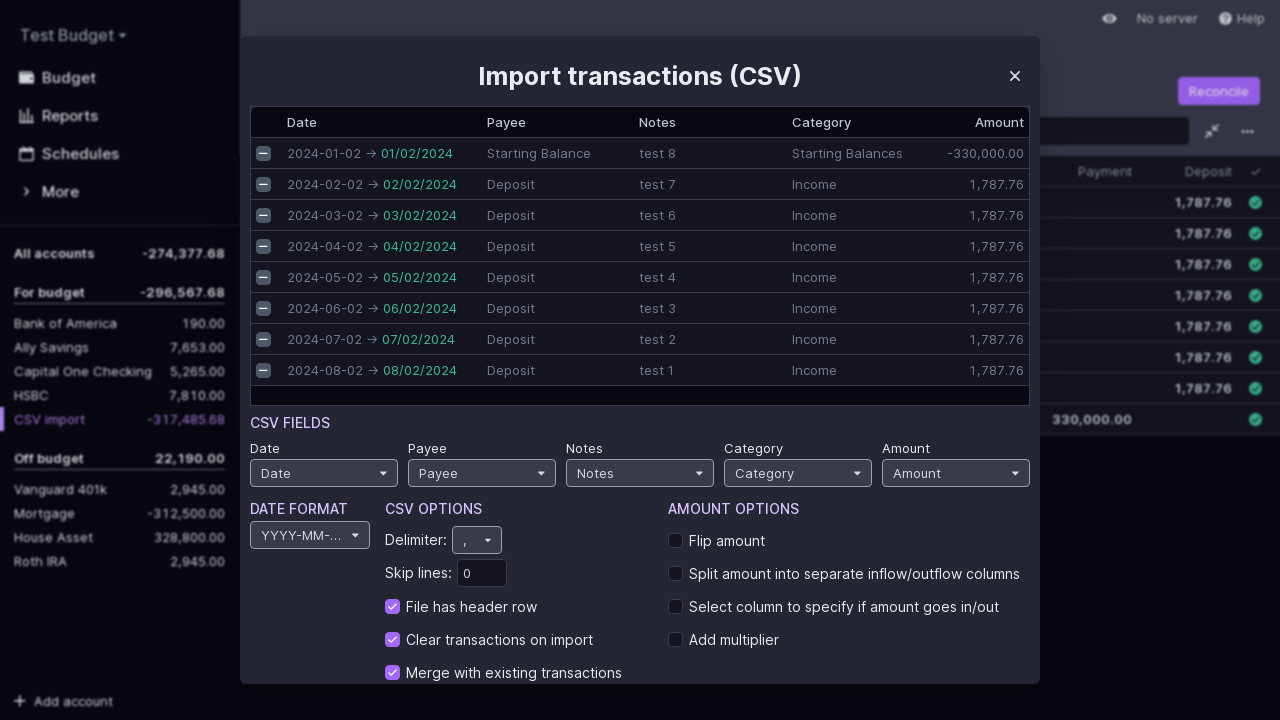 Test Budget
Budget
Reports
Schedules
More
All accounts -274,377.68
For budget -296,567.68
Bank of America 190.00
Ally Savings 7,653.00
Capital One Checking 5,265.00
HSBC 7,810.00
CSV import -317,485.68
Off budget 22,190.00
Vanguard 401k 2,945.00
Mortgage -312,500.00
House Asset 328,800.00
Roth IRA 2,945.00
Add account
No server Help
Reconcile
Payment Deposit
1,787.76
1,787.76
1,787.76
1,787.76
1,787.76
1,787.76
1,787.76
330,000.00
Import transactions (CSV)
Date Payee Notes Category Amount
2024-01-02 → 01/02/2024 Starting Balance test 8 Starting Balances -330,000.00
2024-02-02 → 02/02/2024 Deposit test 7 Income 1,787.76
2024-03-02 → 03/02/2024 Deposit test 6 Income 1,787.76
2024-04-02 → 04/02/2024 Deposit test 5 Income 1,787.76
2024-05-02 → 05/02/2024 Deposit test 4 Income 1,787.76
2024-06-02 → 06/02/2024 Deposit test 3 Income 1,787.76
2024-07-02 → 07/02/2024 Deposit test 2 Income 1,787.76
2024-08-02 → 08/02/2024 Deposit test 1 Income 1,787.76
CSV FIELDS
Date Payee Notes Category Amount
Date Payee Notes Category Amount
DATE FORMAT
YYYY-MM-...
CSV OPTIONS
Delimiter: ,
Skip lines: 0
File has header row
Clear transactions on import
Merge with existing transactions
AMOUNT OPTIONS
Flip amount
Split amount into separate inflow/outflow columns
Select column to specify if amount goes in/out
Add multiplier